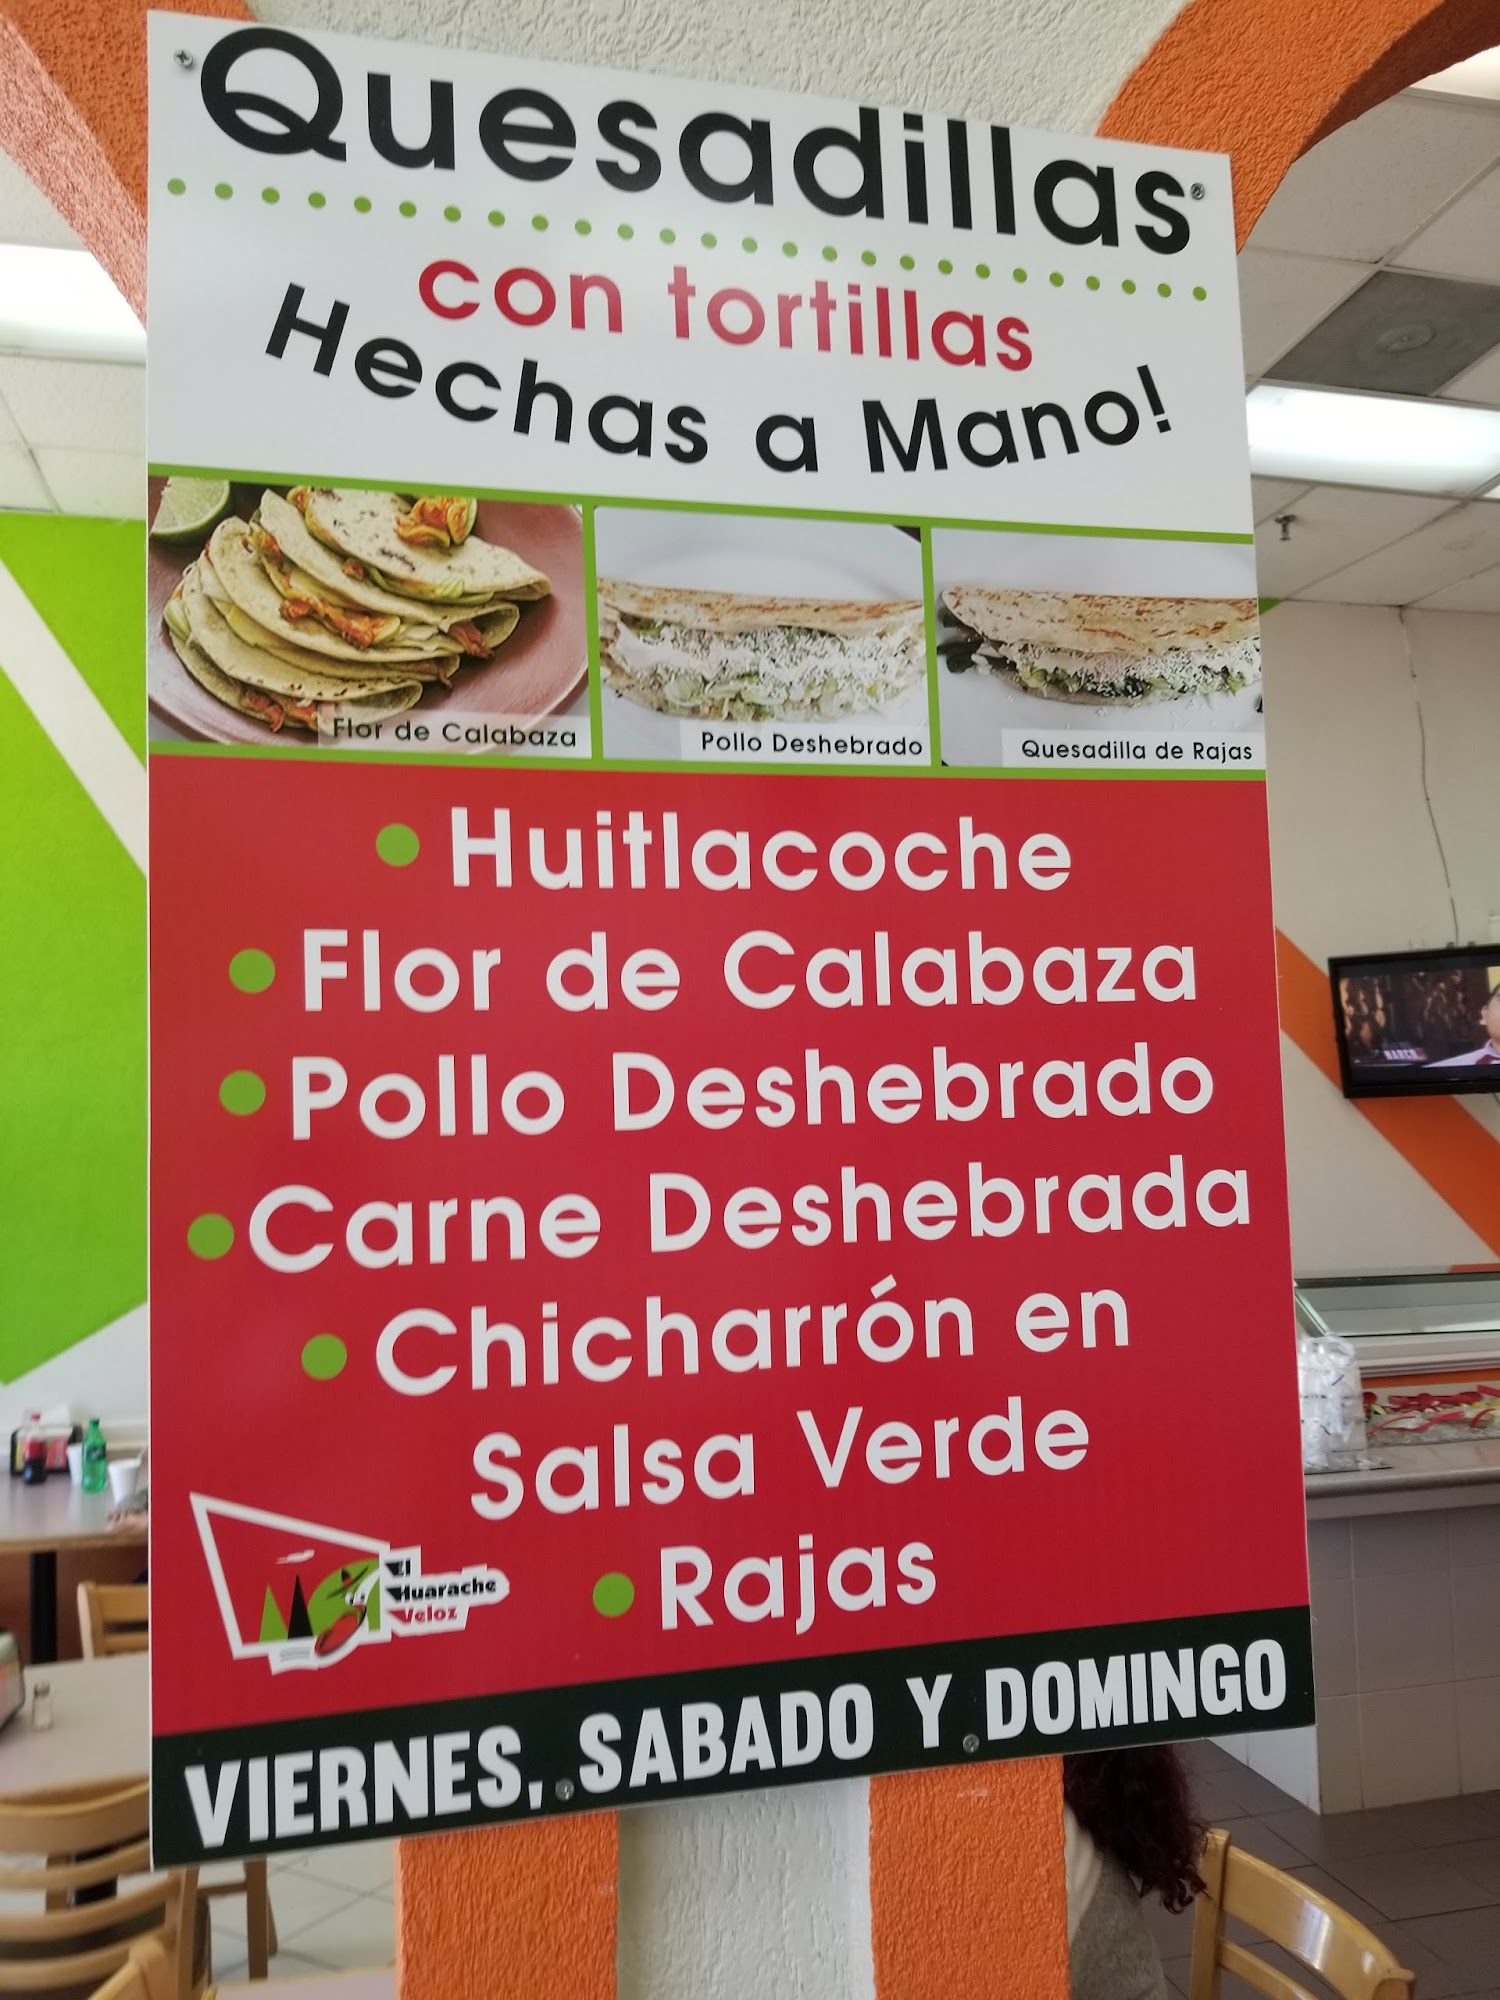 Quesadillas
con tortillas
Hechas a Mano!
Flor de Calabaza
Pollo Deshebrado
Quesadilla de Rajas
• Huitlacoche
• Flor de Calabaza
• Pollo Deshebrado
• Carne Deshebrada
• Chicharrón en
Salsa Verde
• Rajas
El
Huarache
Veloz
VIERNES, SABADO Y DOMINGO